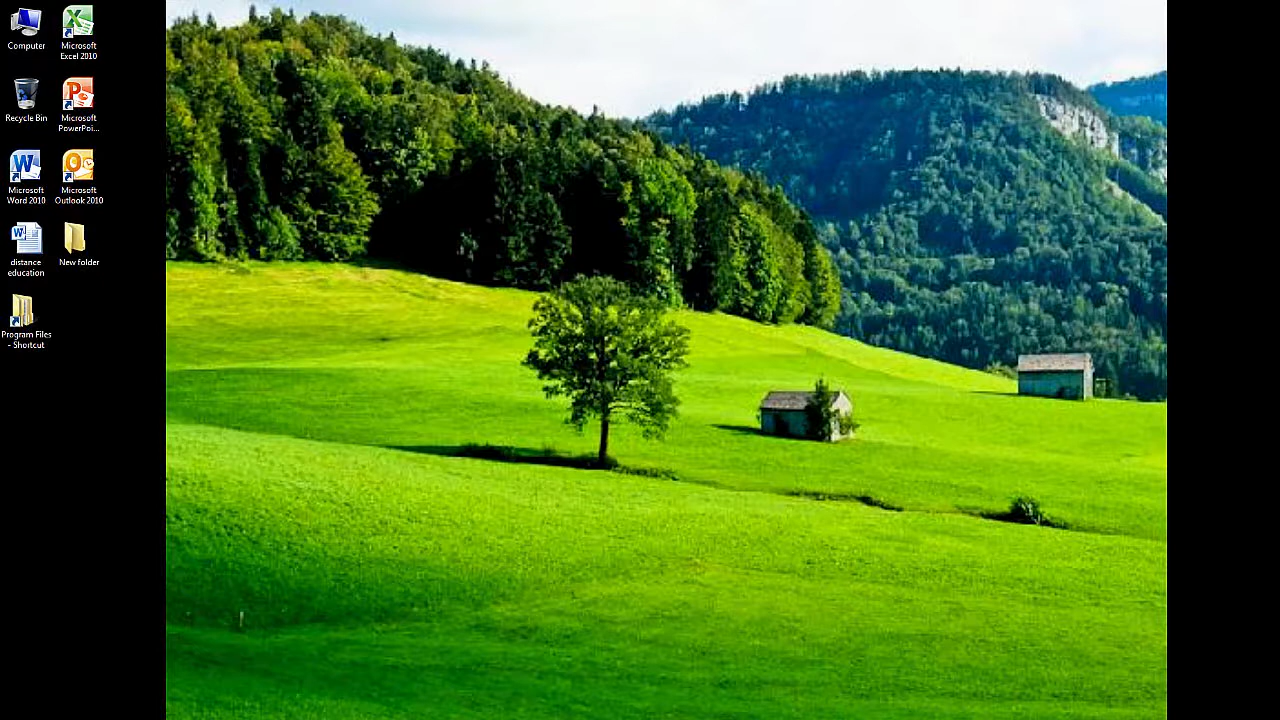 Computer
Microsoft
Excel 2010
Recycle Bin
Microsoft
PowerPoi...
Microsoft
Word 2010
Microsoft
Outlook 2010
distance
education
New folder
Program Files
- Shortcut